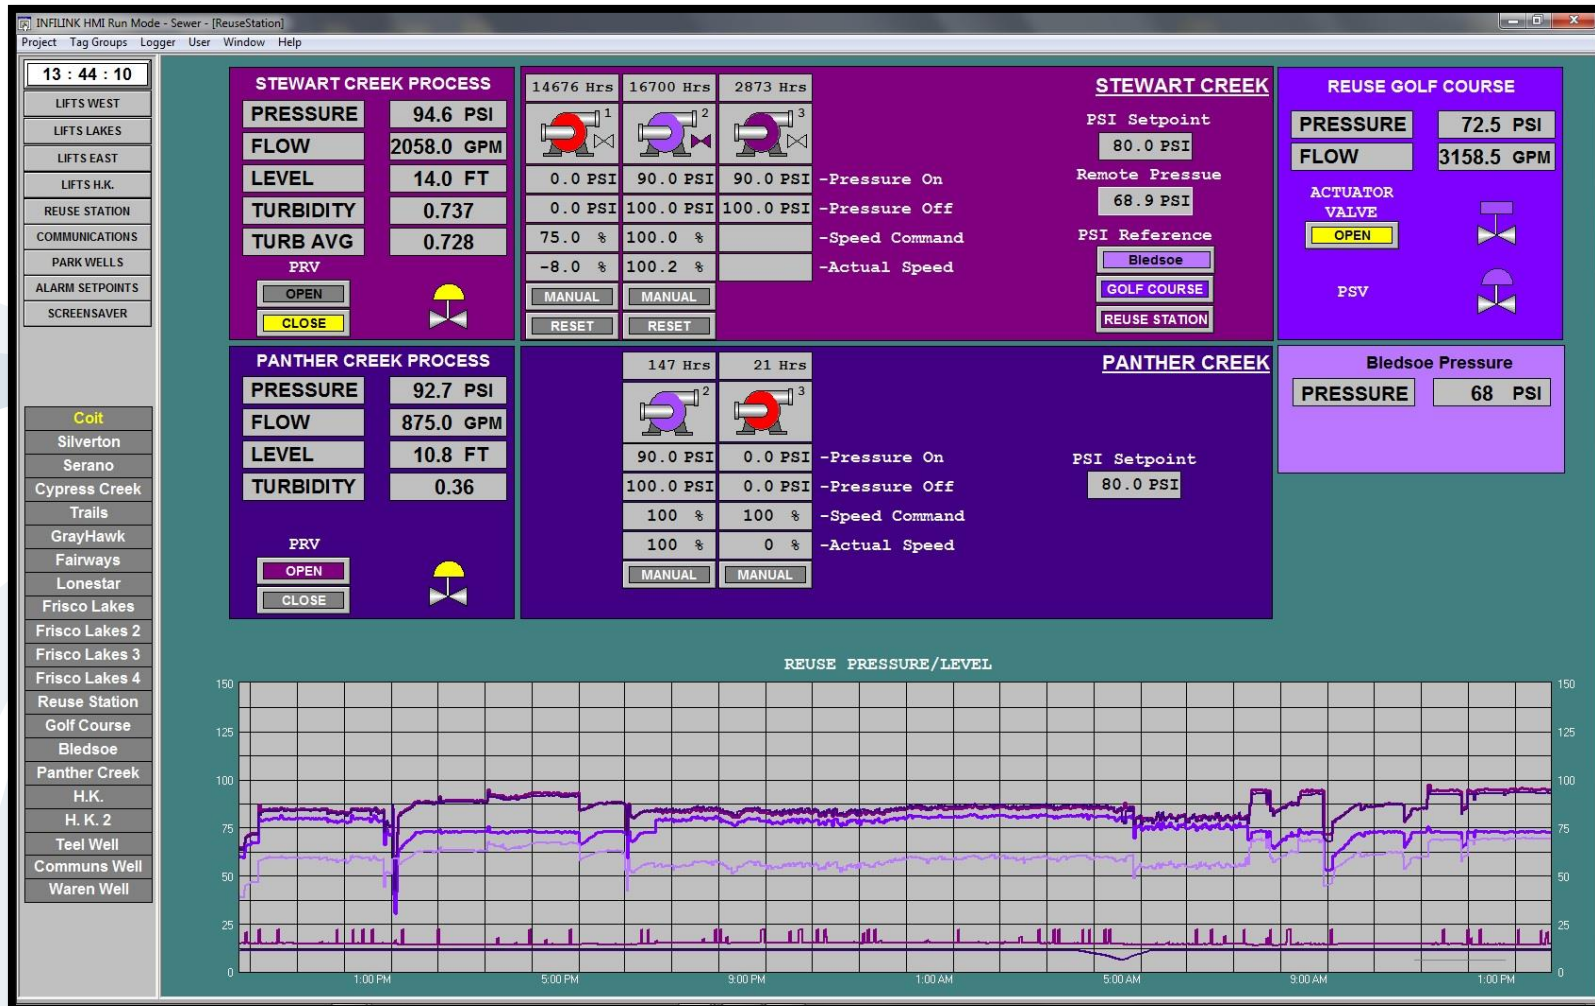 INFILINK HMI Run Mode - Sewer - [ReuseStation]
Project Tag Groups Logger User Window Help
13 : 44 : 10
LIFTS WEST
LIFTS LAKES
LIFTS EAST
LIFTS H.K.
REUSE STATION
COMMUNICATIONS
PARK WELLS
ALARM SETPOINTS
SCREENSAVER
Coit
Silverton
Serano
Cypress Creek
Trails
GrayHawk
Fairways
Lonestar
Frisco Lakes
Frisco Lakes 2
Frisco Lakes 3
Frisco Lakes 4
Reuse Station
Golf Course
Bledsoe
Panther Creek
H.K.
H. K. 2
Teel Well
Communs Well
Waren Well
STEWART CREEK PROCESS
PRESSURE 94.6 PSI
FLOW 2058.0 GPM
LEVEL 14.0 FT
TURBIDITY 0.737
TURB AVG 0.728
PRV
OPEN
CLOSE
14676 Hrs 16700 Hrs 2873 Hrs
1 2 3
0.0 PSI 90.0 PSI 90.0 PSI -Pressure On
0.0 PSI 100.0 PSI 100.0 PSI -Pressure Off
75.0 % 100.0 % -Speed Command
-8.0 % 100.2 % -Actual Speed
MANUAL MANUAL
RESET RESET
STEWART CREEK
PSI Setpoint
80.0 PSI
Remote Pressue
68.9 PSI
PSI Reference
Bledsoe
GOLF COURSE
REUSE STATION
REUSE GOLF COURSE
PRESSURE 72.5 PSI
FLOW 3158.5 GPM
ACTUATOR
VALVE
OPEN
PSV
PANTHER CREEK PROCESS
PRESSURE 92.7 PSI
FLOW 875.0 GPM
LEVEL 10.8 FT
TURBIDITY 0.36
PRV
OPEN
CLOSE
147 Hrs 21 Hrs
2 3
90.0 PSI 0.0 PSI -Pressure On
100.0 PSI 0.0 PSI -Pressure Off
100 % 100 % -Speed Command
100 % 0 % -Actual Speed
MANUAL MANUAL
PANTHER CREEK
PSI Setpoint
80.0 PSI
Bledsoe Pressure
PRESSURE 68 PSI
REUSE PRESSURE/LEVEL
150 150
125 125
100 100
75 75
50 50
25 25
0 0
1:00 PM 5:00 PM 9:00 PM 1:00 AM 5:00 AM 9:00 AM 1:00 PM